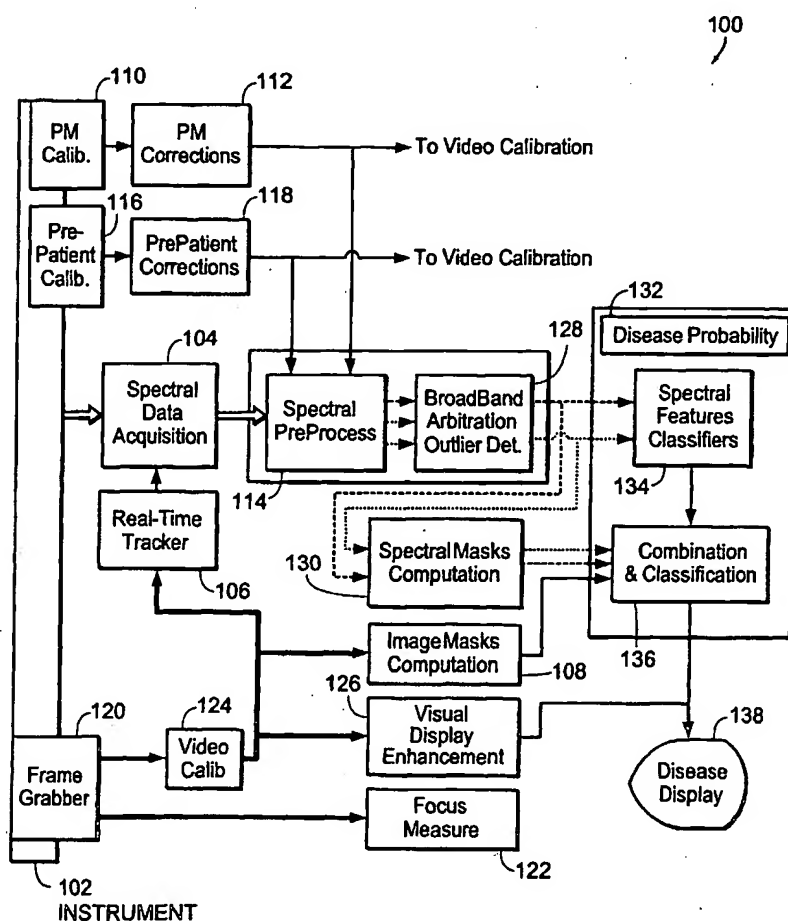 100
110
112
PM
Calib.
PM
Corrections
To Video Calibration
116
118
Pre-
Patient
Calib.
PrePatient
Corrections
To Video Calibration
132
Disease Probability
104
128
Spectral
Data
Acquisition
Spectral
PreProcess
BroadBand
Arbitration
Outlier Det.
Spectral
Features
Classifiers
114
134
Real-Time
Tracker
106
130
Spectral Masks
Computation
Combination
& Classification
136
Image Masks
Computation
108
120
124
126
138
Frame
Grabber
Video
Calib
Visual
Display
Enhancement
Disease
Display
Focus
Measure
122
102
INSTRUMENT